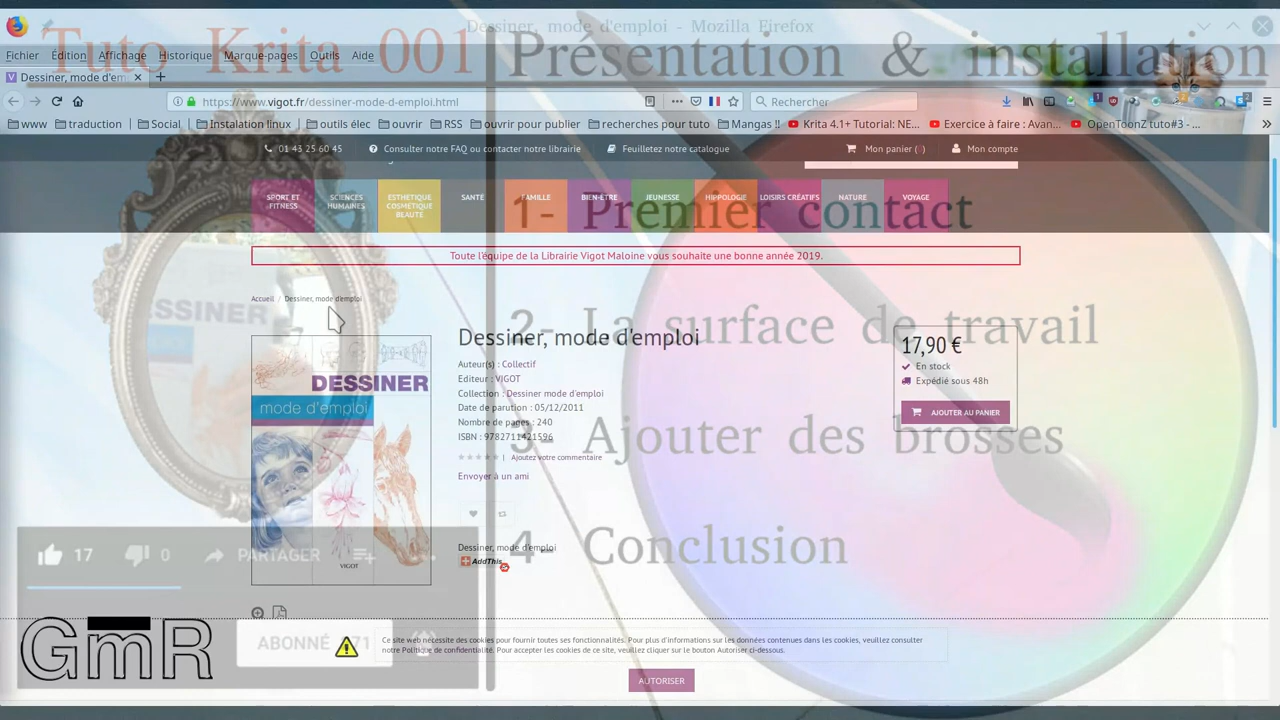 Dessiner, mode d'emploi - Mozilla Firefox
Tuto Krita 001 Présentation & installation
Fichier Édition Affichage Historique Marque-pages Outils Aide
Dessiner, mode d'em
https://www.vigot.fr/dessiner-mode-d-emploi.html
Rechercher
www traduction Social Instalation linux outils élec ouvrir RSS ouvrir pour publier recherches pour tuto Mangas !! Krita 4.1+ Tutorial: NE... Exercice à faire : Avan... OpenToonZ tuto#3 - ...
01 43 25 60 45 Consulter notre FAQ ou contacter notre librairie Feuilletez notre catalogue Mon panier ( ) Mon compte
SPORT ET FITNESS
SCIENCES HUMAINES
ESTHETIQUE COSMETIQUE BEAUTE
SANTÉ
FAMILLE
BIEN-ÊTRE
JEUNESSE
HIPPOLOGIE
LOISIRS CRÉATIFS
NATURE
VOYAGE
1- Premier contact
Toute l'équipe de la Librairie Vigot Maloine vous souhaite une bonne année 2019.
Accueil / Dessiner, mode d'emploi
2- La surface de travail
Dessiner, mode d'emploi
17,90 €
Auteur(s) : Collectif
En stock
Editeur : VIGOT
Expédié sous 48h
Collection : Dessiner mode d'emploi
Date de parution : 05/12/2011
AJOUTER AU PANIER
Nombre de pages : 240
ISBN : 9782711421596
3- Ajouter des brosses
| Ajoutez votre commentaire
Envoyer à un ami
DESSINER
mode d'emploi
VIGOT
4- Conclusion
Dessiner, mode d'emploi
AddThis
17 0 PARTAGER
GmR
ABONNÉ 71
Ce site web nécessite des cookies pour fournir toutes ses fonctionnalités. Pour plus d'informations sur les données contenues dans les cookies, veuillez consulter
notre Politique de confidentialité. Pour accepter les cookies de ce site, veuillez cliquer sur le bouton Autoriser ci-dessous.
AUTORISER